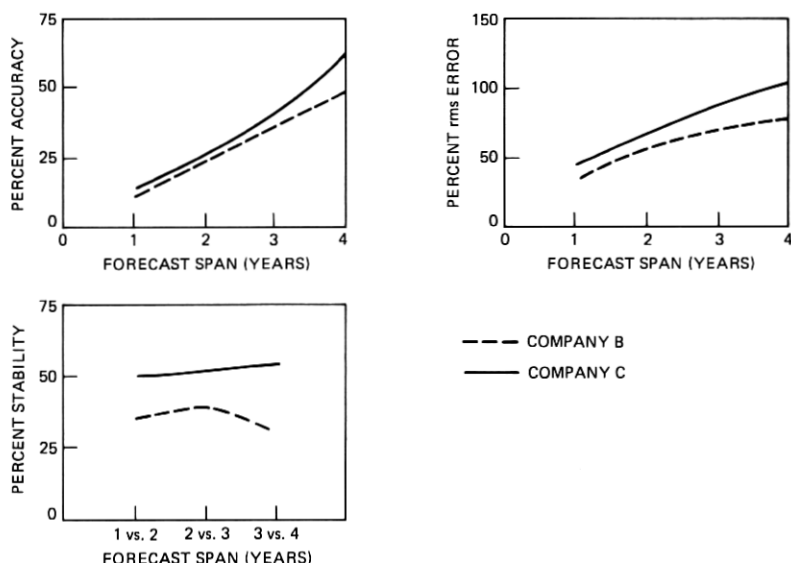 75
50
25
0
PERCENT ACCURACY
0 1 2 3 4
FORECAST SPAN (YEARS)
150
100
50
0
PERCENT rms ERROR
0 1 2 3 4
FORECAST SPAN (YEARS)
75
50
25
0
PERCENT STABILITY
1 vs. 2 2 vs. 3 3 vs. 4
FORECAST SPAN (YEARS)
COMPANY B
COMPANY C